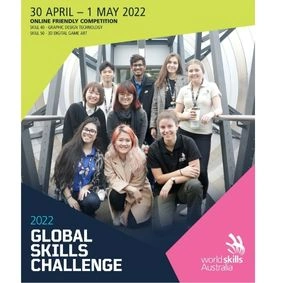 30 APRIL – 1 MAY 2022
ONLINE FRIENDLY COMPETITION
SKILL 40 - GRAPHIC DESIGN TECHNOLOGY
SKILL 50 - 3D DIGITAL GAME ART
2022
GLOBAL
SKILLS
CHALLENGE
worldskills
Australia